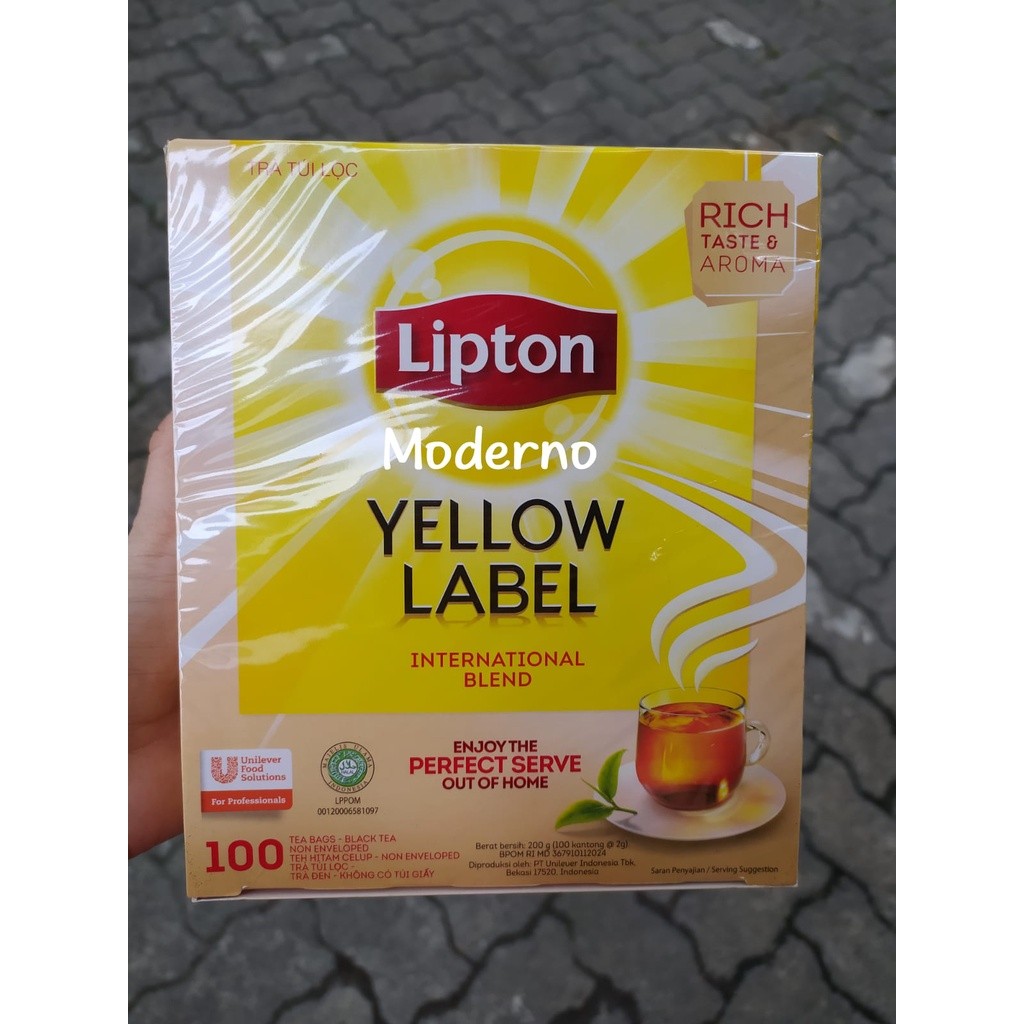 TRÀ TÚI LỌC
RICH
TASTE &
AROMA
Lipton
Moderno
YELLOW
LABEL
INTERNATIONAL
BLEND
ENJOY THE
PERFECT SERVE
OUT OF HOME
Unilever
Food
Solutions
For Professionals
MAJELIS ULAMA
INDONESIA
LPPOM
00120006581097
100
TEA BAGS - BLACK TEA
NON ENVELOPED
TEH HITAM CELUP - NON ENVELOPED
TRÀ TÚI LỌC -
TRÀ ĐEN - KHÔNG CÓ TÚI GIẤY
Berat bersih: 200 g (100 kantong @ 2g)
BPOM RI MD 367910112024
Diproduksi oleh: PT Unilever Indonesia Tbk.
Bekasi 17520, Indonesia
Saran Penyajian / Serving Suggestion